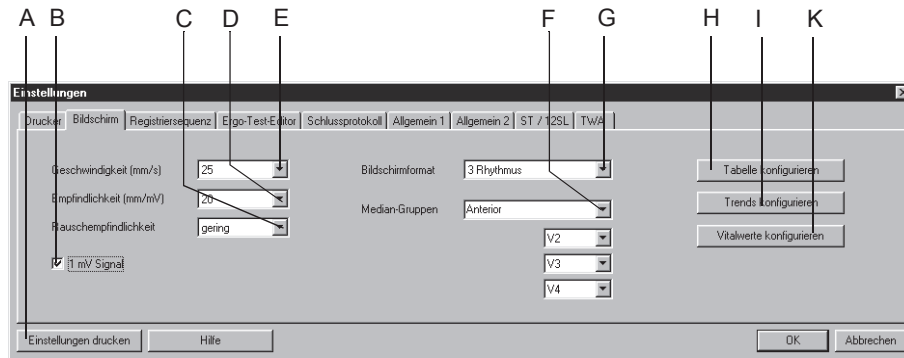 A B C D E F G H I K
Einstellungen
Drucker Bildschirm Registriersequenz Ergo-Test-Editor Schlussprotokoll Allgemein 1 Allgemein 2 ST / 12SL TWA
Geschwindigkeit (mm/s) 25 Bildschirmformat 3 Rhythmus Tabelle konfigurieren
Empfindlichkeit (mm/mV) 20 Median-Gruppen Anterior Trends Konfigurieren
Rauschempfindlichkeit gering V2 Vitalwerte konfigurieren
1 mV Signal V3
V4
Einstellungen drucken Hilfe OK Abbrechen